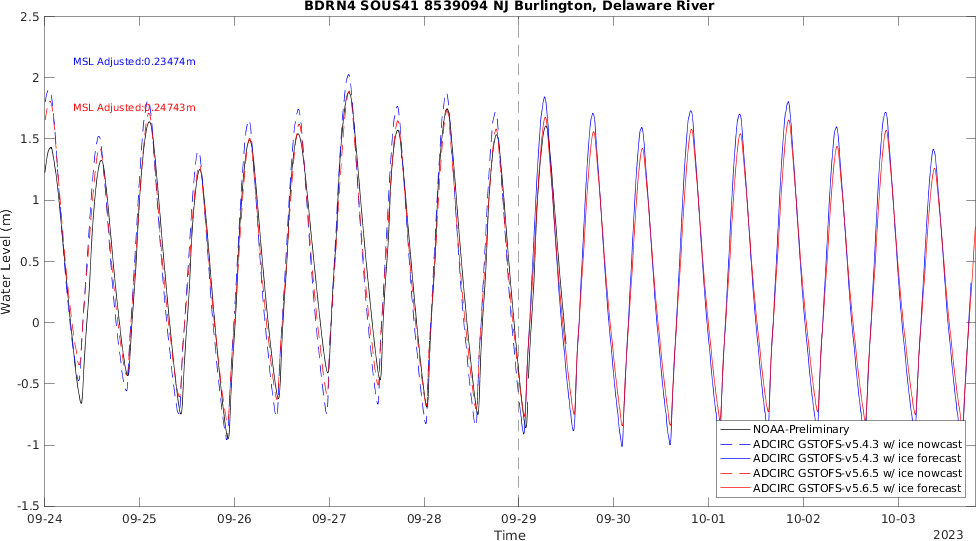 BDRN4 SOUS41 8539094 NJ Burlington, Delaware River
2.5
MSL Adjusted:0.23474m
2
MSL Adjusted:0.24743m
1.5
1
0.5
0
-0.5
-1
-1.5
Water Level (m)
NOAA-Preliminary
ADCIRC GSTOFS-v5.4.3 w/ ice nowcast
ADCIRC GSTOFS-v5.4.3 w/ ice forecast
ADCIRC GSTOFS-v5.6.5 w/ ice nowcast
ADCIRC GSTOFS-v5.6.5 w/ ice forecast
09-24 09-25 09-26 09-27 09-28 09-29 09-30 10-01 10-02 10-03
Time
2023